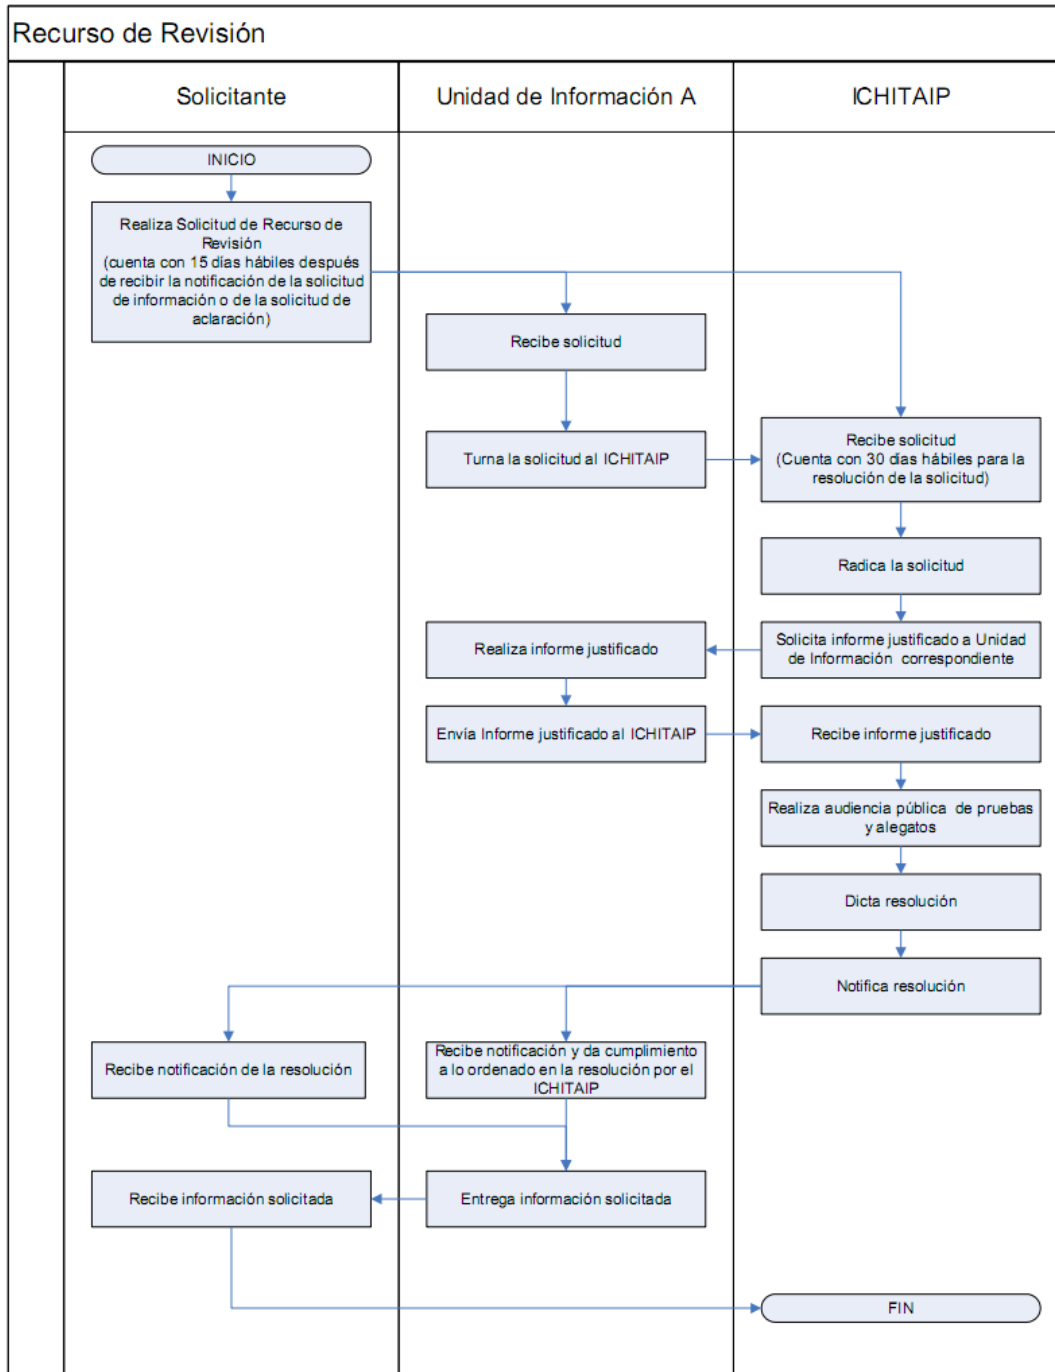 Recurso de Revisión
Solicitante
Unidad de Información A
ICHITAIP
INICIO
Realiza Solicitud de Recurso de
Revisión
(cuenta con 15 días hábiles después
de recibir la notificación de la solicitud
de información o de la solicitud de
aclaración)
Recibe solicitud
Turna la solicitud al ICHITAIP
Recibe solicitud
(Cuenta con 30 días hábiles para la
resolución de la solicitud)
Radica la solicitud
Solicita informe justificado a Unidad
de Información correspondiente
Realiza informe justificado
Envía Informe justificado al ICHITAIP
Recibe informe justificado
Realiza audiencia pública de pruebas
y alegatos
Dicta resolución
Notifica resolución
Recibe notificación de la resolución
Recibe notificación y da cumplimiento
a lo ordenado en la resolución por el
ICHITAIP
Entrega información solicitada
Recibe información solicitada
FIN